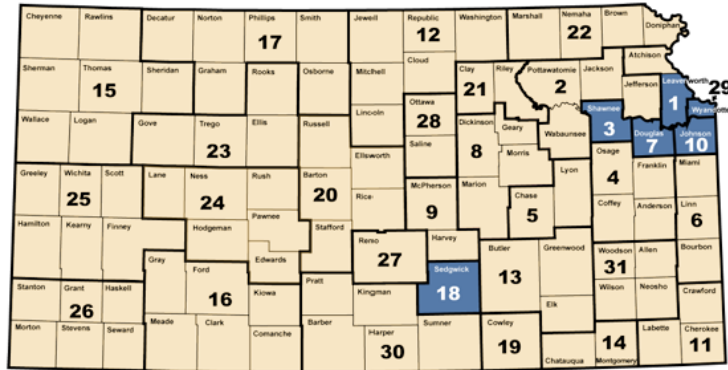 Cheyenne Rawlins Decatur Norton Phillips Smith Jewell Republic Washington Marshall Nemaha Brown Doniphan
17 12 22
Cloud Atchison
Sherman Thomas Sheridan Graham Rooks Osborne Mitchell Clay Riley Pottawatomie Jackson Jefferson Leavenworth 29
15 21 2 1 Wyandotte
Ottawa Shawnee
28 3
Wallace Logan Gove Trego Ellis Russell Lincoln Saline Dickinson Geary Wabaunsee Douglas Johnson
23 8 7 10
Ellsworth Morris Osage Franklin Miami
4
Greeley Wichita Scott Lane Ness Rush Barton Rice McPherson Marion Chase Lyon
25 24 20 9 5
Pawnee Coffey Anderson Linn
6
Hamilton Kearny Finney Hodgeman Stafford Reno Harvey
27
Edwards Butler Greenwood Woodson Allen Bourbon
13 31
Gray Ford Sedgwick
16 18
Stanton Grant Haskell Kiowa Pratt Kingman Elk Wilson Neosho Crawford
26
Morton Stevens Seward Meade Clark Comanche Barber Harper Sumner Cowley Chatauqua Montgomery Labette Cherokee
30 19 14 11